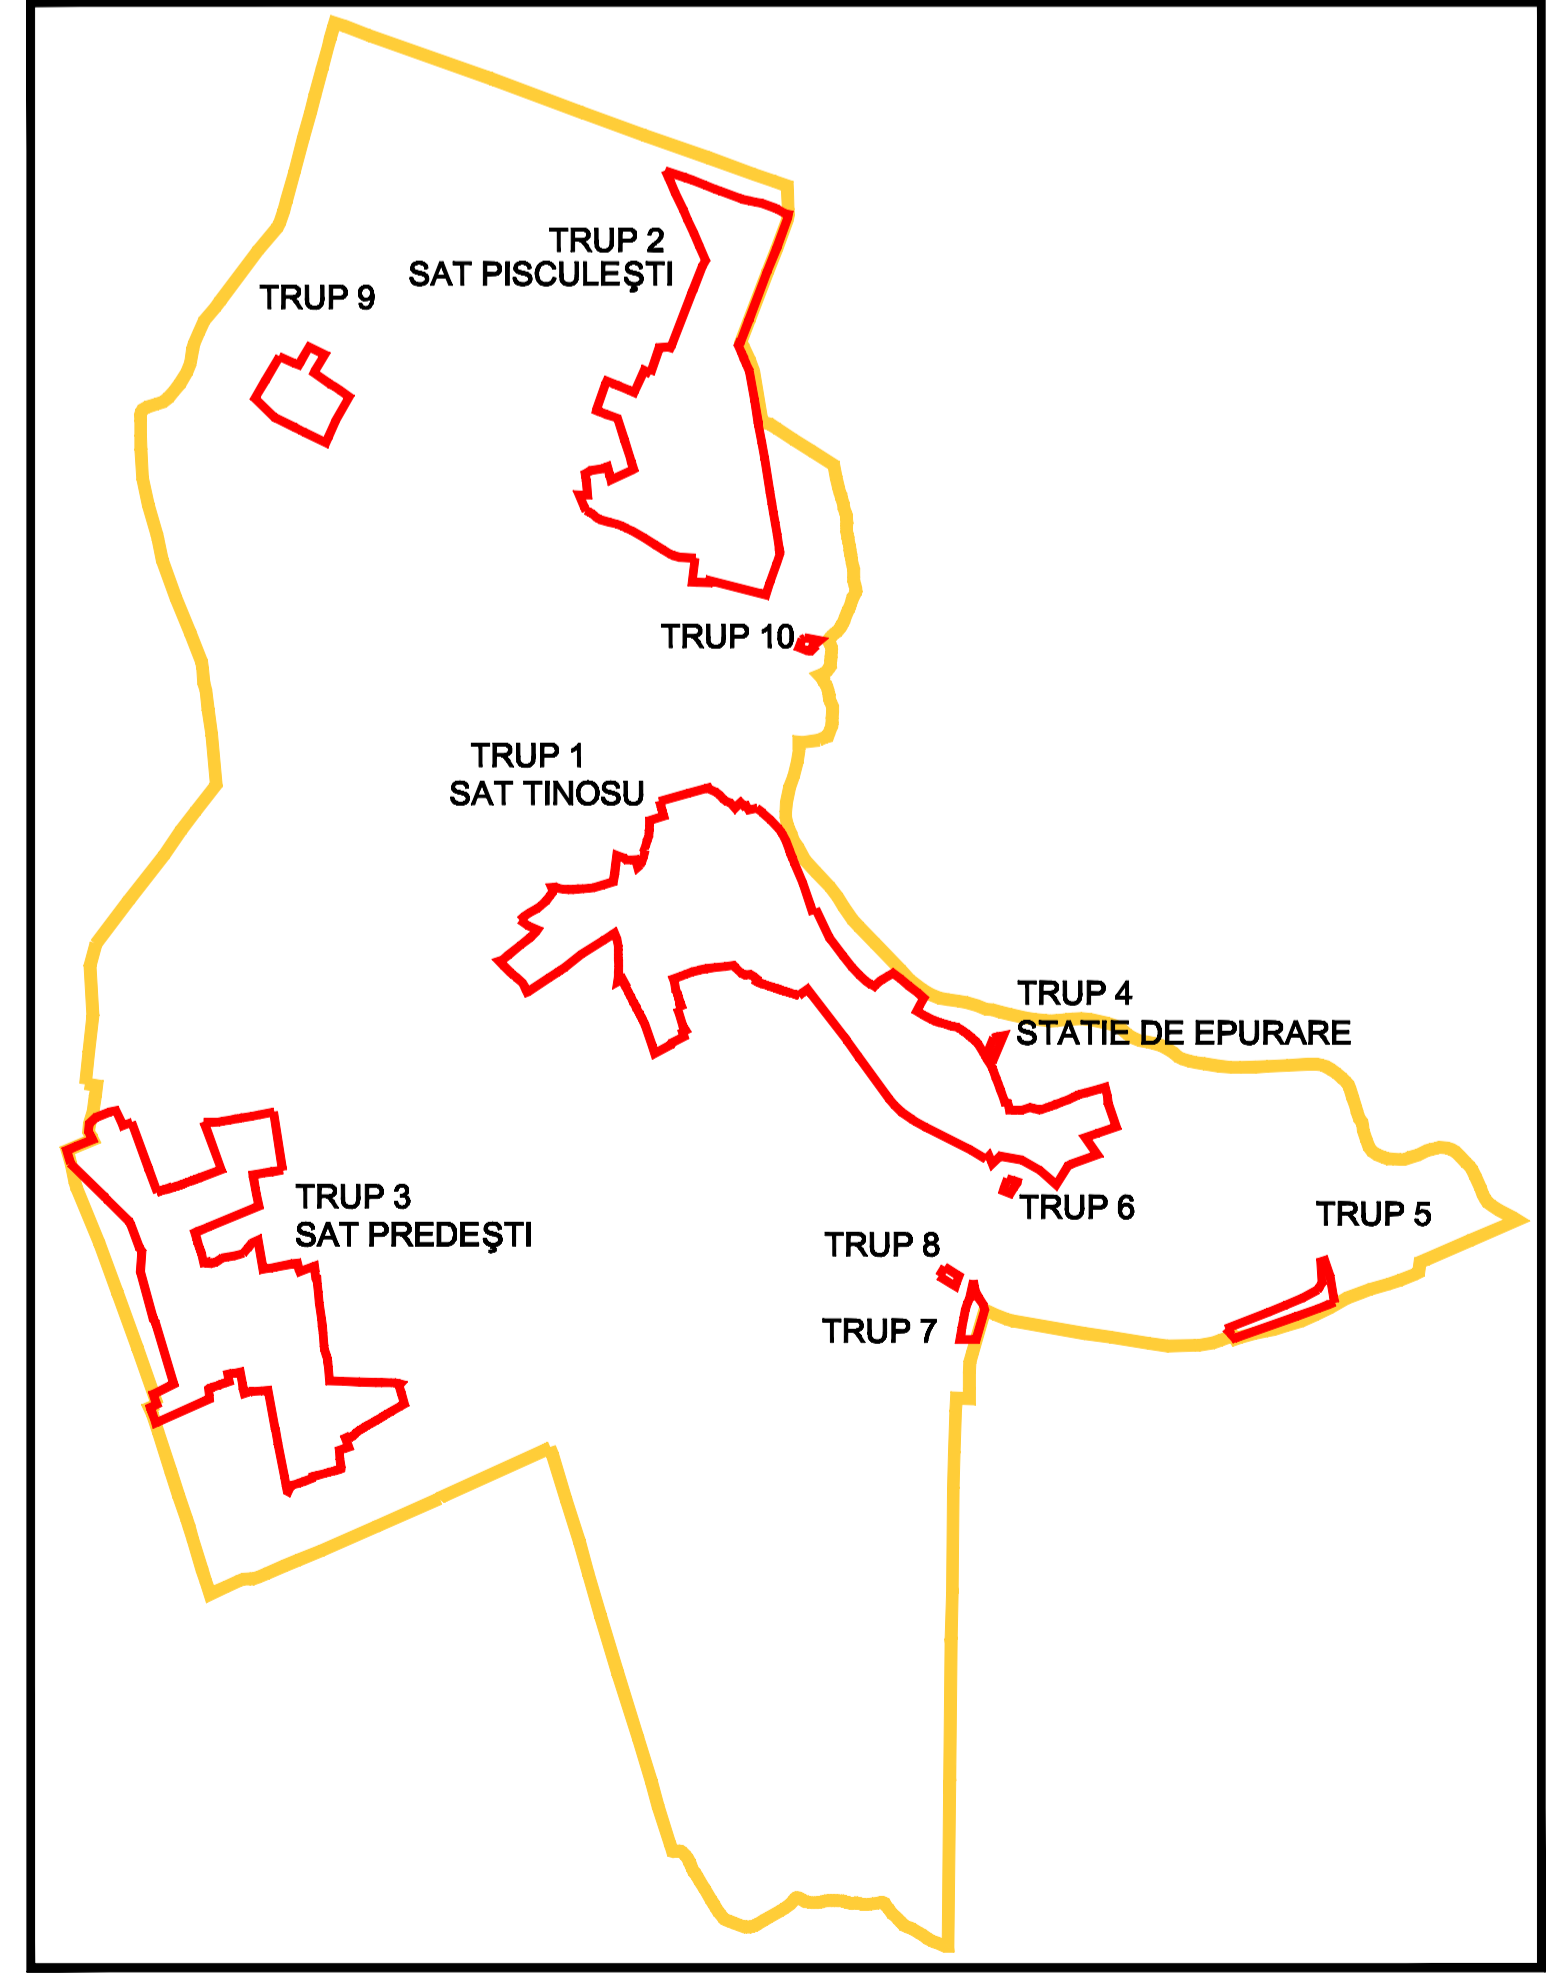 TRUP 2
SAT PISCULEŞTI
TRUP 9
TRUP 10
TRUP 1
SAT TINOSU
TRUP 4
STATIE DE EPURARE
TRUP 3
SAT PREDEŞTI
TRUP 6
TRUP 5
TRUP 8
TRUP 7